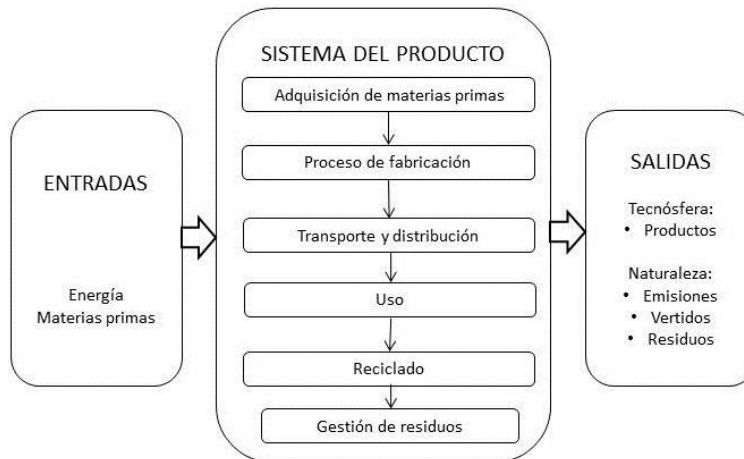 ENTRADAS
Energía
Materias primas
SISTEMA DEL PRODUCTO
Adquisición de materias primas
Proceso de fabricación
Transporte y distribución
Uso
Reciclado
Gestión de residuos
SALIDAS
Tecnósfera:
• Productos
Naturaleza:
• Emisiones
• Vertidos
• Residuos